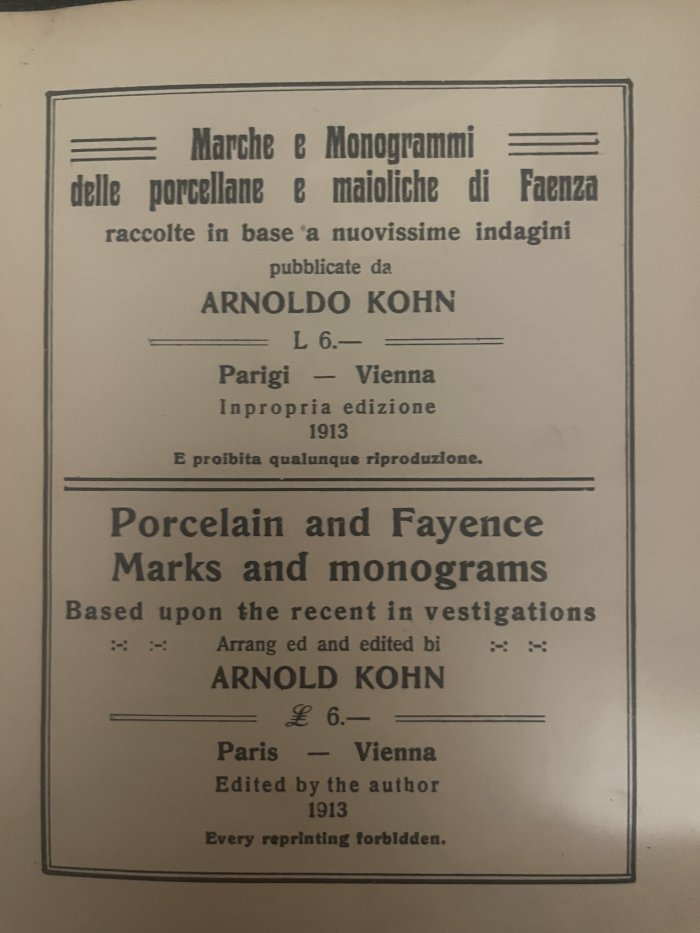 Marche e Monogrammi
delle porcellane e maioliche di Faenza
raccolte in base a nuovissime indagini
pubblicate da
ARNOLDO KOHN
L 6.—
Parigi — Vienna
Inpropria edizione
1913
E proibita qualunque riproduzione.
Porcelain and Fayence
Marks and monograms
Based upon the recent in vestigations
:-: :-: Arrang ed and edited bi :-: :-:
ARNOLD KOHN
£ 6.—
Paris — Vienna
Edited by the author
1913
Every reprinting forbidden.